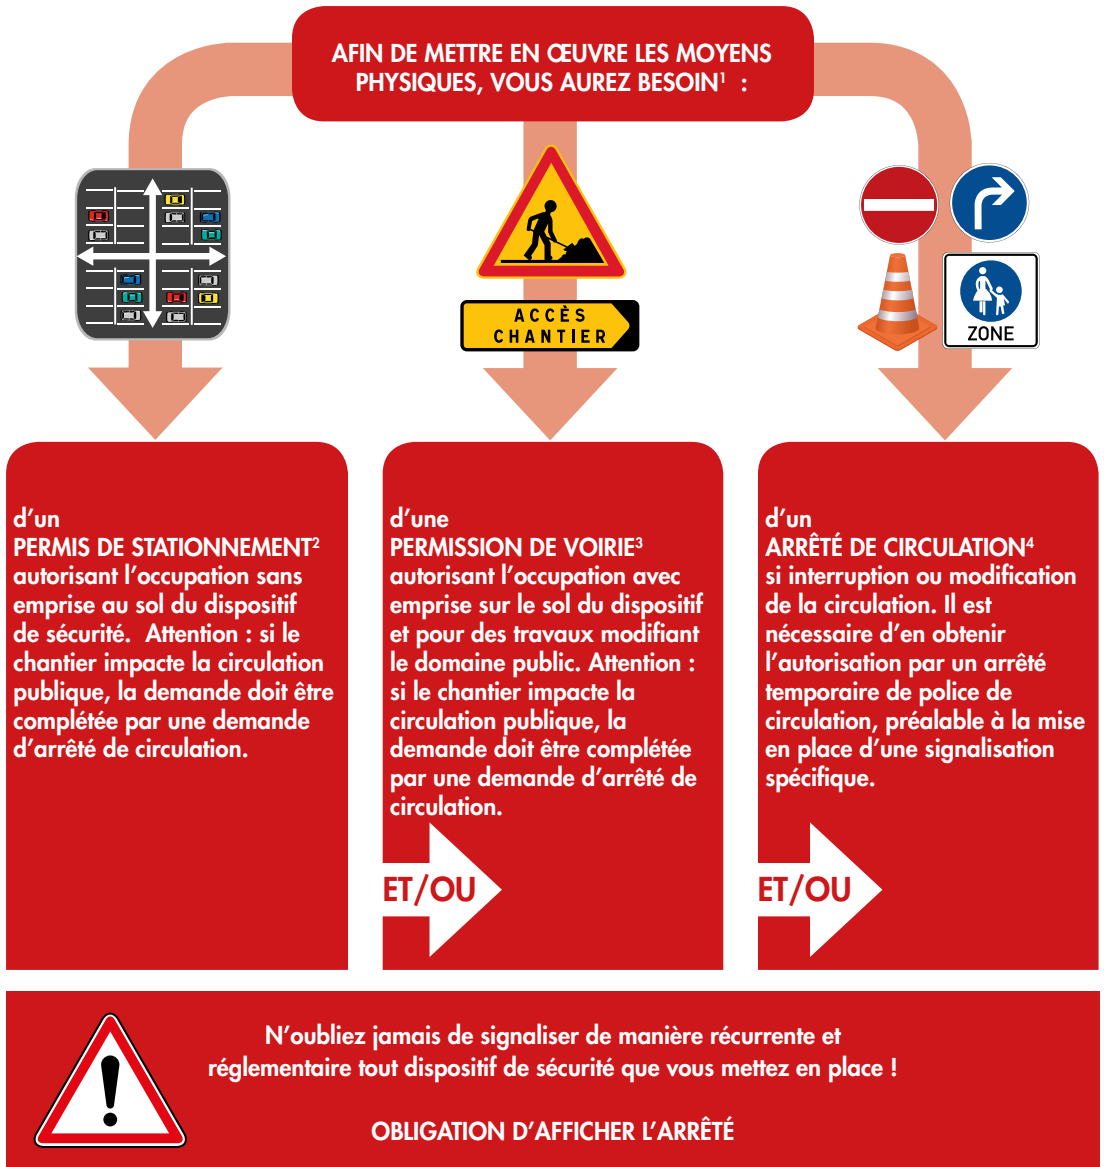 AFIN DE METTRE EN ŒUVRE LES MOYENS
PHYSIQUES, VOUS AUREZ BESOIN¹ :
ACCÈS
CHANTIER
ZONE
d’un
PERMIS DE STATIONNEMENT²
autorisant l’occupation sans
emprise au sol du dispositif
de sécurité. Attention : si le
chantier impacte la circulation
publique, la demande doit être
complétée par une demande
d’arrêté de circulation.
d’une
PERMISSION DE VOIRIE³
autorisant l’occupation avec
emprise sur le sol du dispositif
et pour des travaux modifiant
le domaine public. Attention :
si le chantier impacte la
circulation publique, la
demande doit être complétée
par une demande d’arrêté de
circulation.
ET/OU
d’un
ARRÊTÉ DE CIRCULATION⁴
si interruption ou modification
de la circulation. Il est
nécessaire d’en obtenir
l’autorisation par un arrêté
temporaire de police de
circulation, préalable à la mise
en place d’une signalisation
spécifique.
ET/OU
N’oubliez jamais de signaliser de manière récurrente et
réglementaire tout dispositif de sécurité que vous mettez en place !
OBLIGATION D’AFFICHER L’ARRÊTÉ